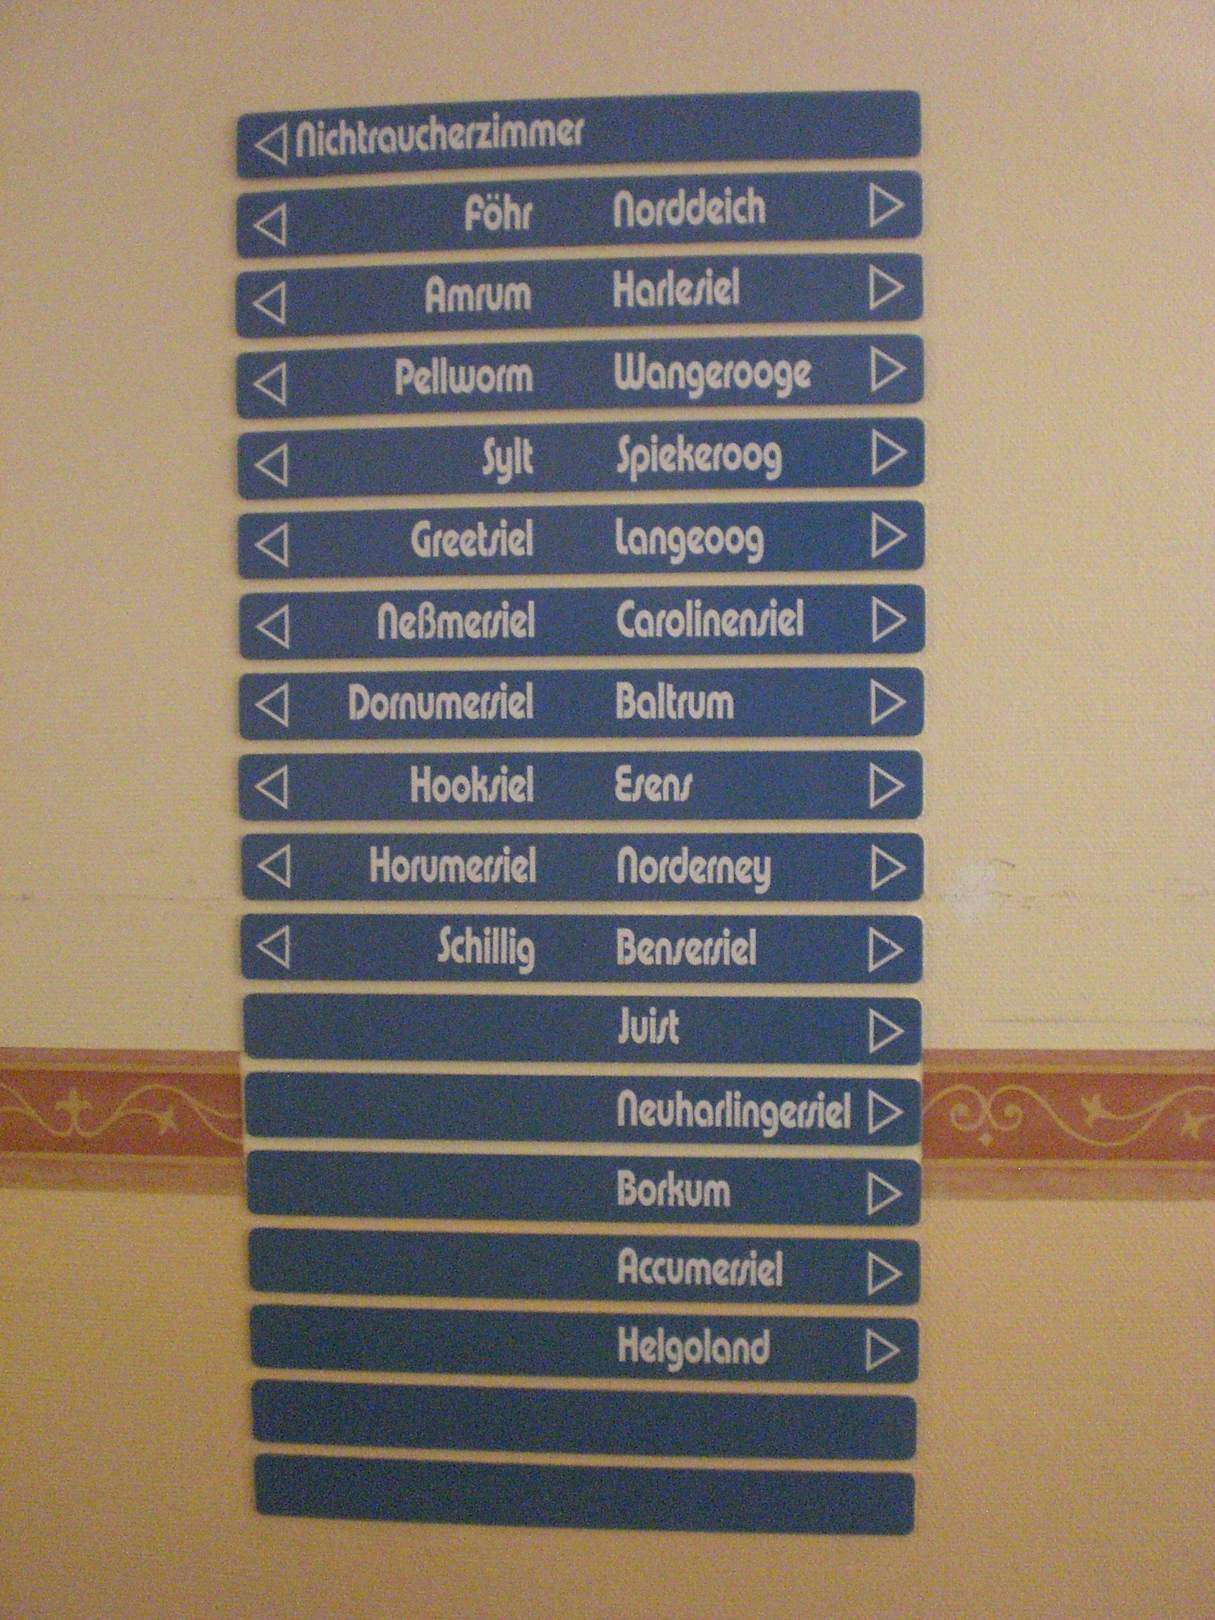 Nichtraucherzimmer
Föhr Norddeich
Amrum Harlesiel
Pellworm Wangerooge
Sylt Spiekeroog
Greetsiel Langeoog
Neßmersiel Carolinensiel
Dornumersiel Baltrum
Hooksiel Esens
Horumersiel Norderney
Schillig Bensersiel
Juist
Neuharlingersiel
Borkum
Accumersiel
Helgoland